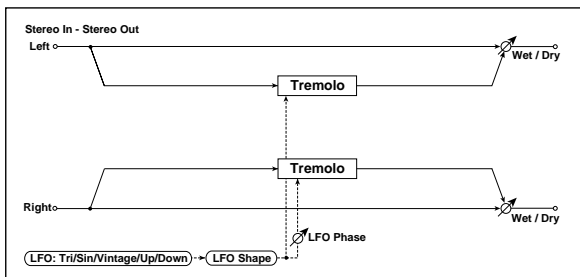 Stereo In - Stereo Out
Left
Wet / Dry
Tremolo
Tremolo
Right
Wet / Dry
LFO Phase
LFO: Tri/Sin/Vintage/Up/Down
LFO Shape